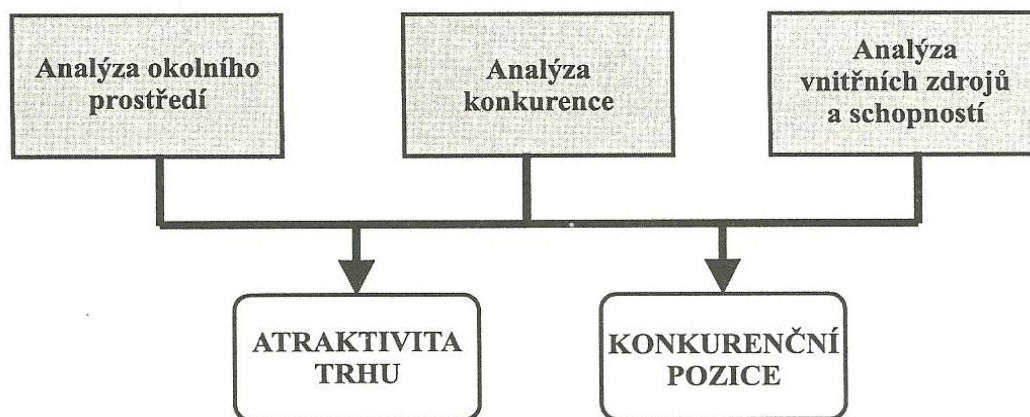 Analýza okolního
prostředí
Analýza
konkurence
Analýza
vnitřních zdrojů
a schopností
ATRAKTIVITA
TRHU
KONKURENČNÍ
POZICE